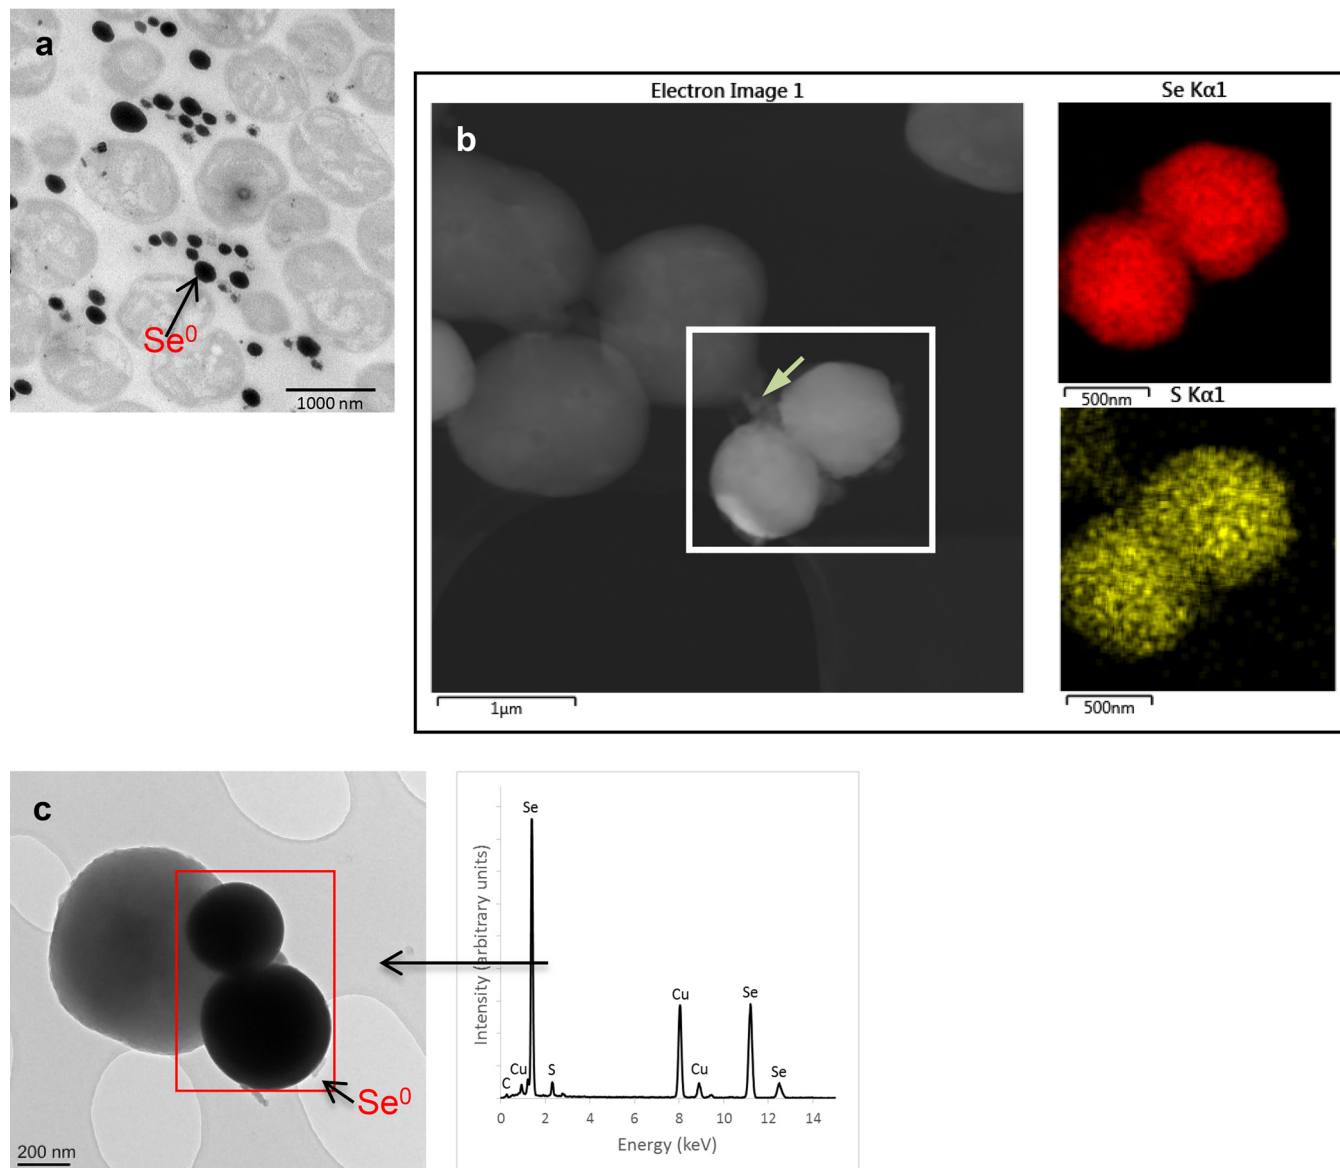 a
Se0
1000 nm
Electron Image 1
b
1µm
Se Kα1
500nm
S Kα1
500nm
c
Se0
200 nm
Intensity (arbitrary units)
Se
Cu
Se
Cu
Se
Cu
S
C
0 2 4 6 8 10 12 14
Energy (keV)